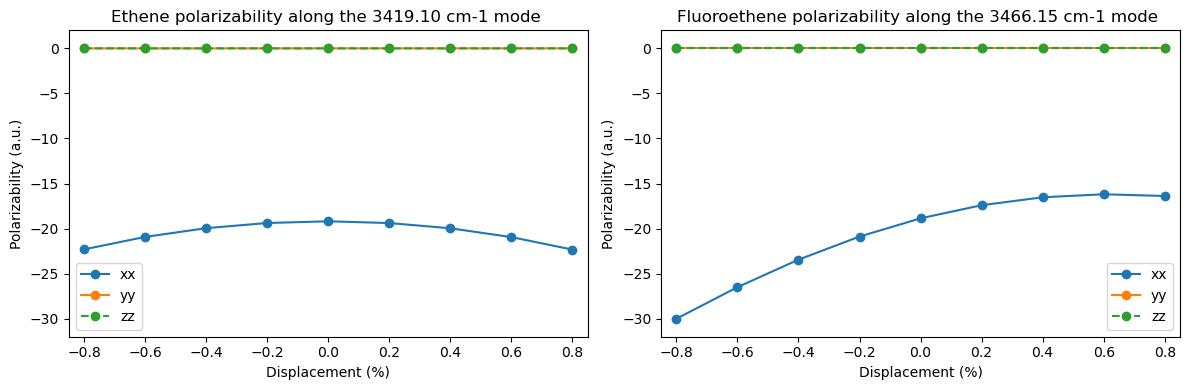 Ethene polarizability along the 3419.10 cm-1 mode
Polarizability (a.u.)
0
−5
−10
−15
−20
−25
−30
xx
yy
zz
−0.8 −0.6 −0.4 −0.2 0.0 0.2 0.4 0.6 0.8
Displacement (%)
Fluoroethene polarizability along the 3466.15 cm-1 mode
Polarizability (a.u.)
0
−5
−10
−15
−20
−25
−30
xx
yy
zz
−0.8 −0.6 −0.4 −0.2 0.0 0.2 0.4 0.6 0.8
Displacement (%)